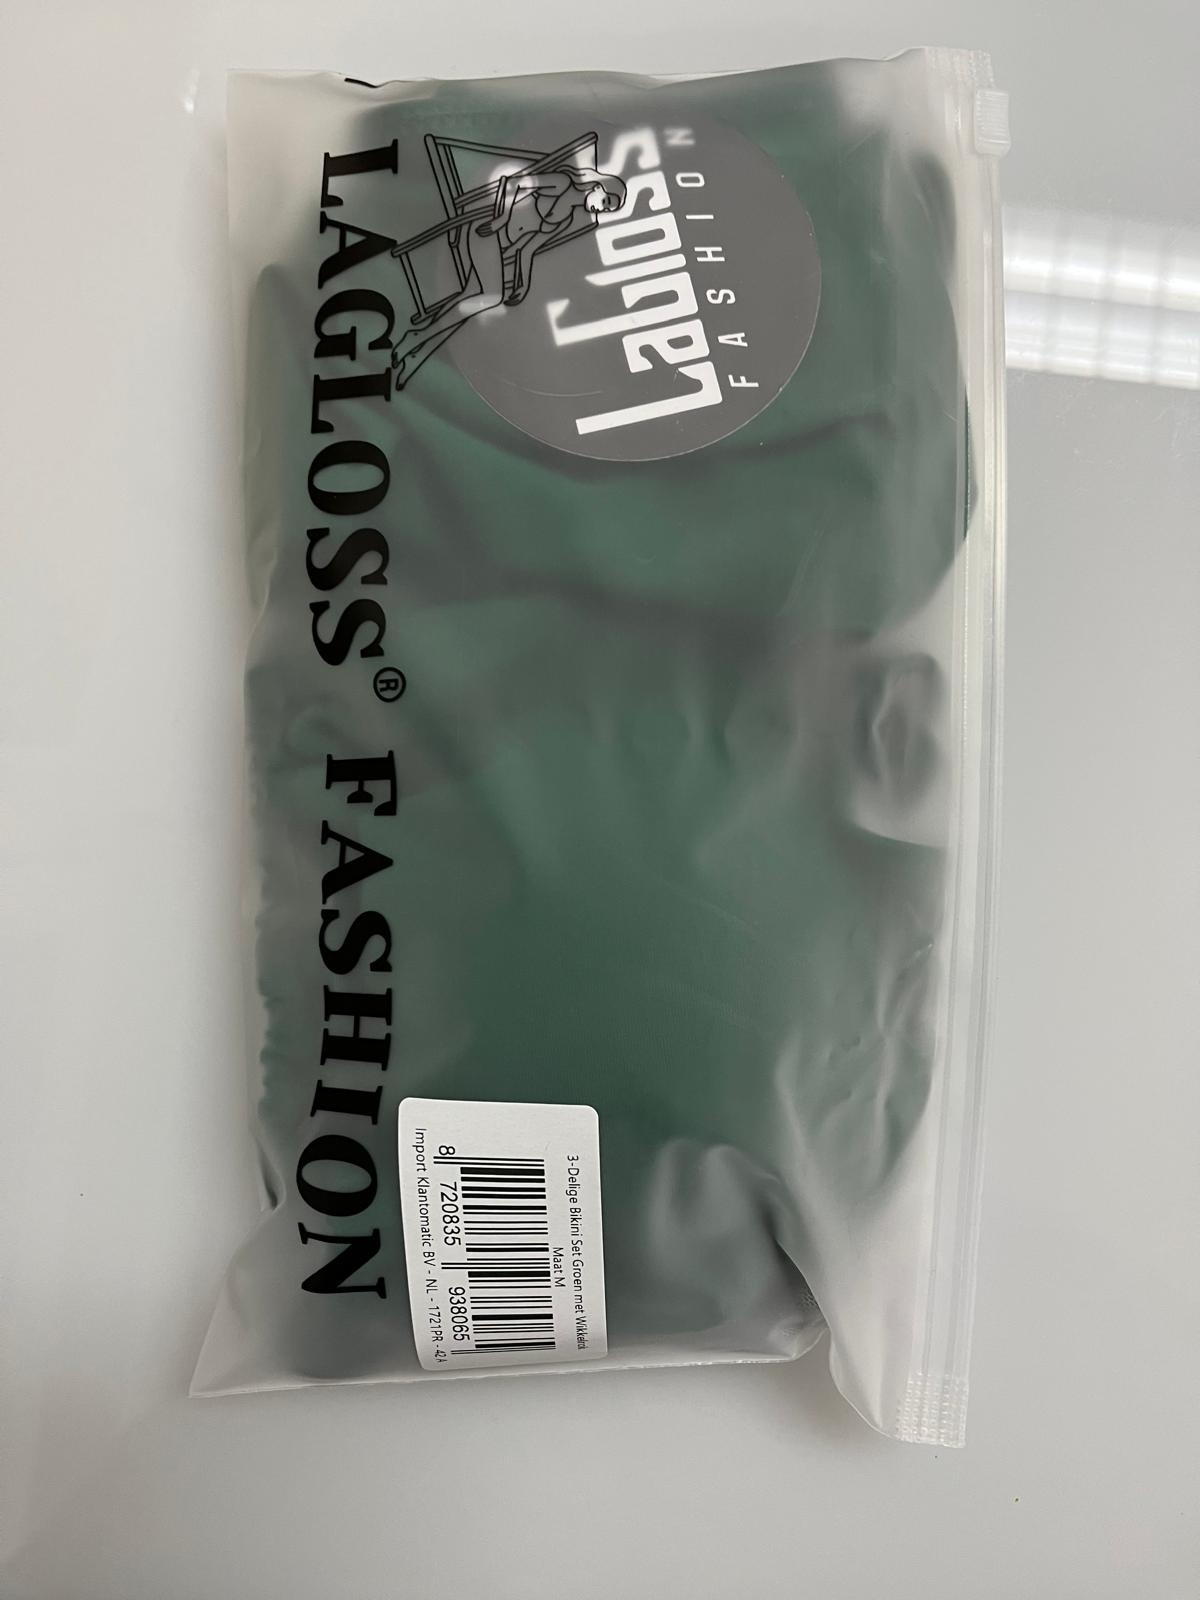 LAGLOSS® FASHION
LaGloss
FASHION
3-Delige Bikini Set Groen met Wikkelrok
Maat M
8 720835 938065
Import Klantomatic BV - NL - 1721PR - 42A